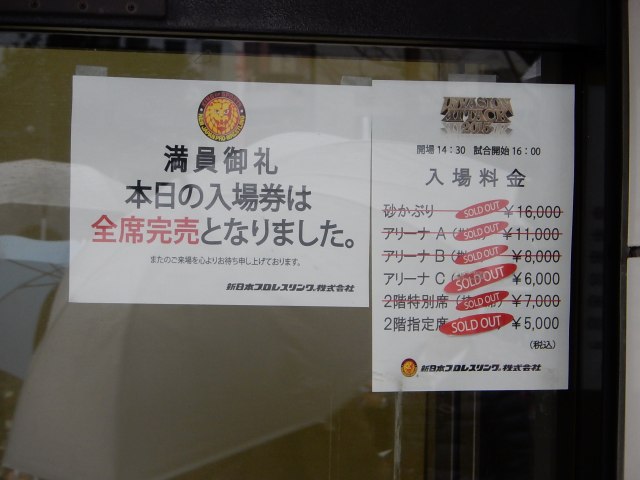 満員御礼
本日の入場券は
全席完売となりました。
またのご来場を心よりお待ち申し上げております。
新日本プロレスリング株式会社
INVASION
ATTACK
2015
開場 14：30 試合開始 16：00
入場料金
砂かぶり SOLD OUT ￥16,000
アリーナ A SOLD OUT ￥11,000
アリーナ B SOLD OUT ￥8,000
アリーナ C SOLD OUT ￥6,000
2階特別席 SOLD OUT ￥7,000
2階指定席 SOLD OUT ￥5,000
(税込)
新日本プロレスリング株式会社